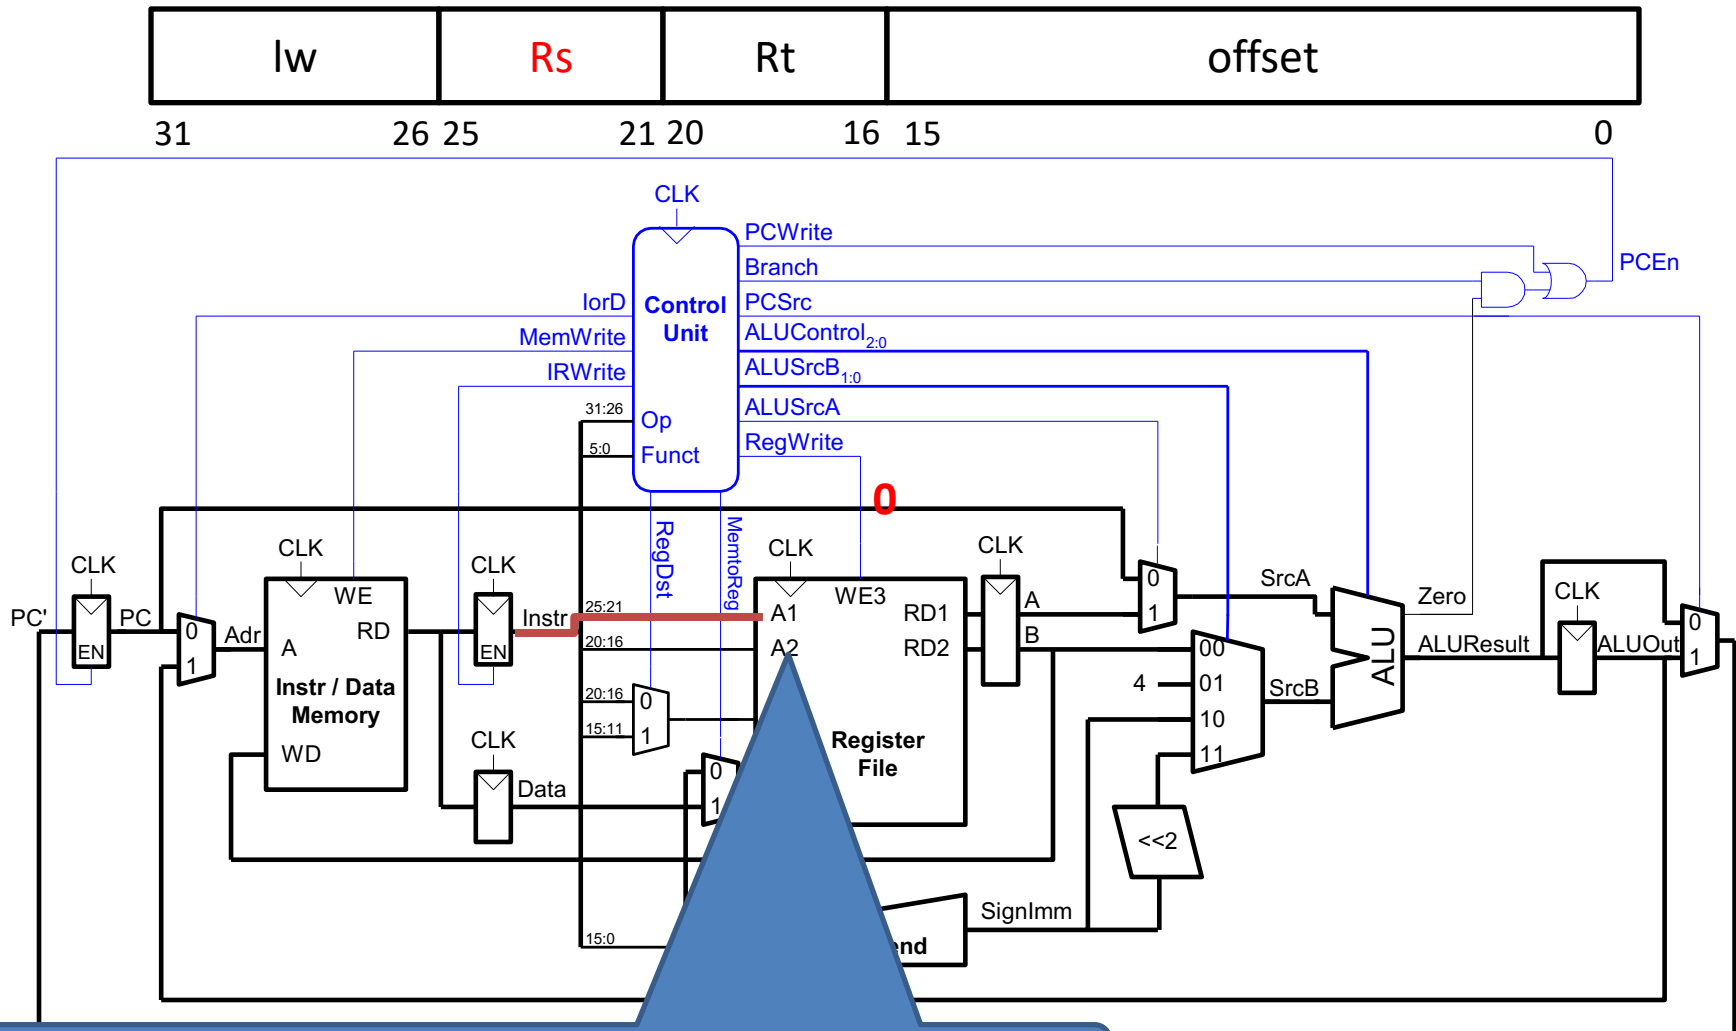 lw Rs Rt offset
31 26 25 21 20 16 15 0
CLK
PCWrite
Branch
PCEn
IorD
Control
Unit
PCSrc
MemWrite
ALUControl2:0
IRWrite
ALUSrcB1:0
31:26
Op
ALUSrcA
5:0
Funct
RegWrite
0
RegDst
MemtoReg
CLK
CLK
CLK
CLK
CLK
CLK
PC'
EN
PC
0
1
Adr
WE
A
RD
Instr / Data
Memory
WD
EN
Instr
25:21
A1
WE3
RD1
20:16
A2
RD2
20:16
0
15:11
1
Register
File
CLK
Data
0
1
A
B
0
1
SrcA
00
4
01
SrcB
10
11
<<2
ALU
Zero
ALUResult
ALUOut
0
1
SignImm
15:0
end